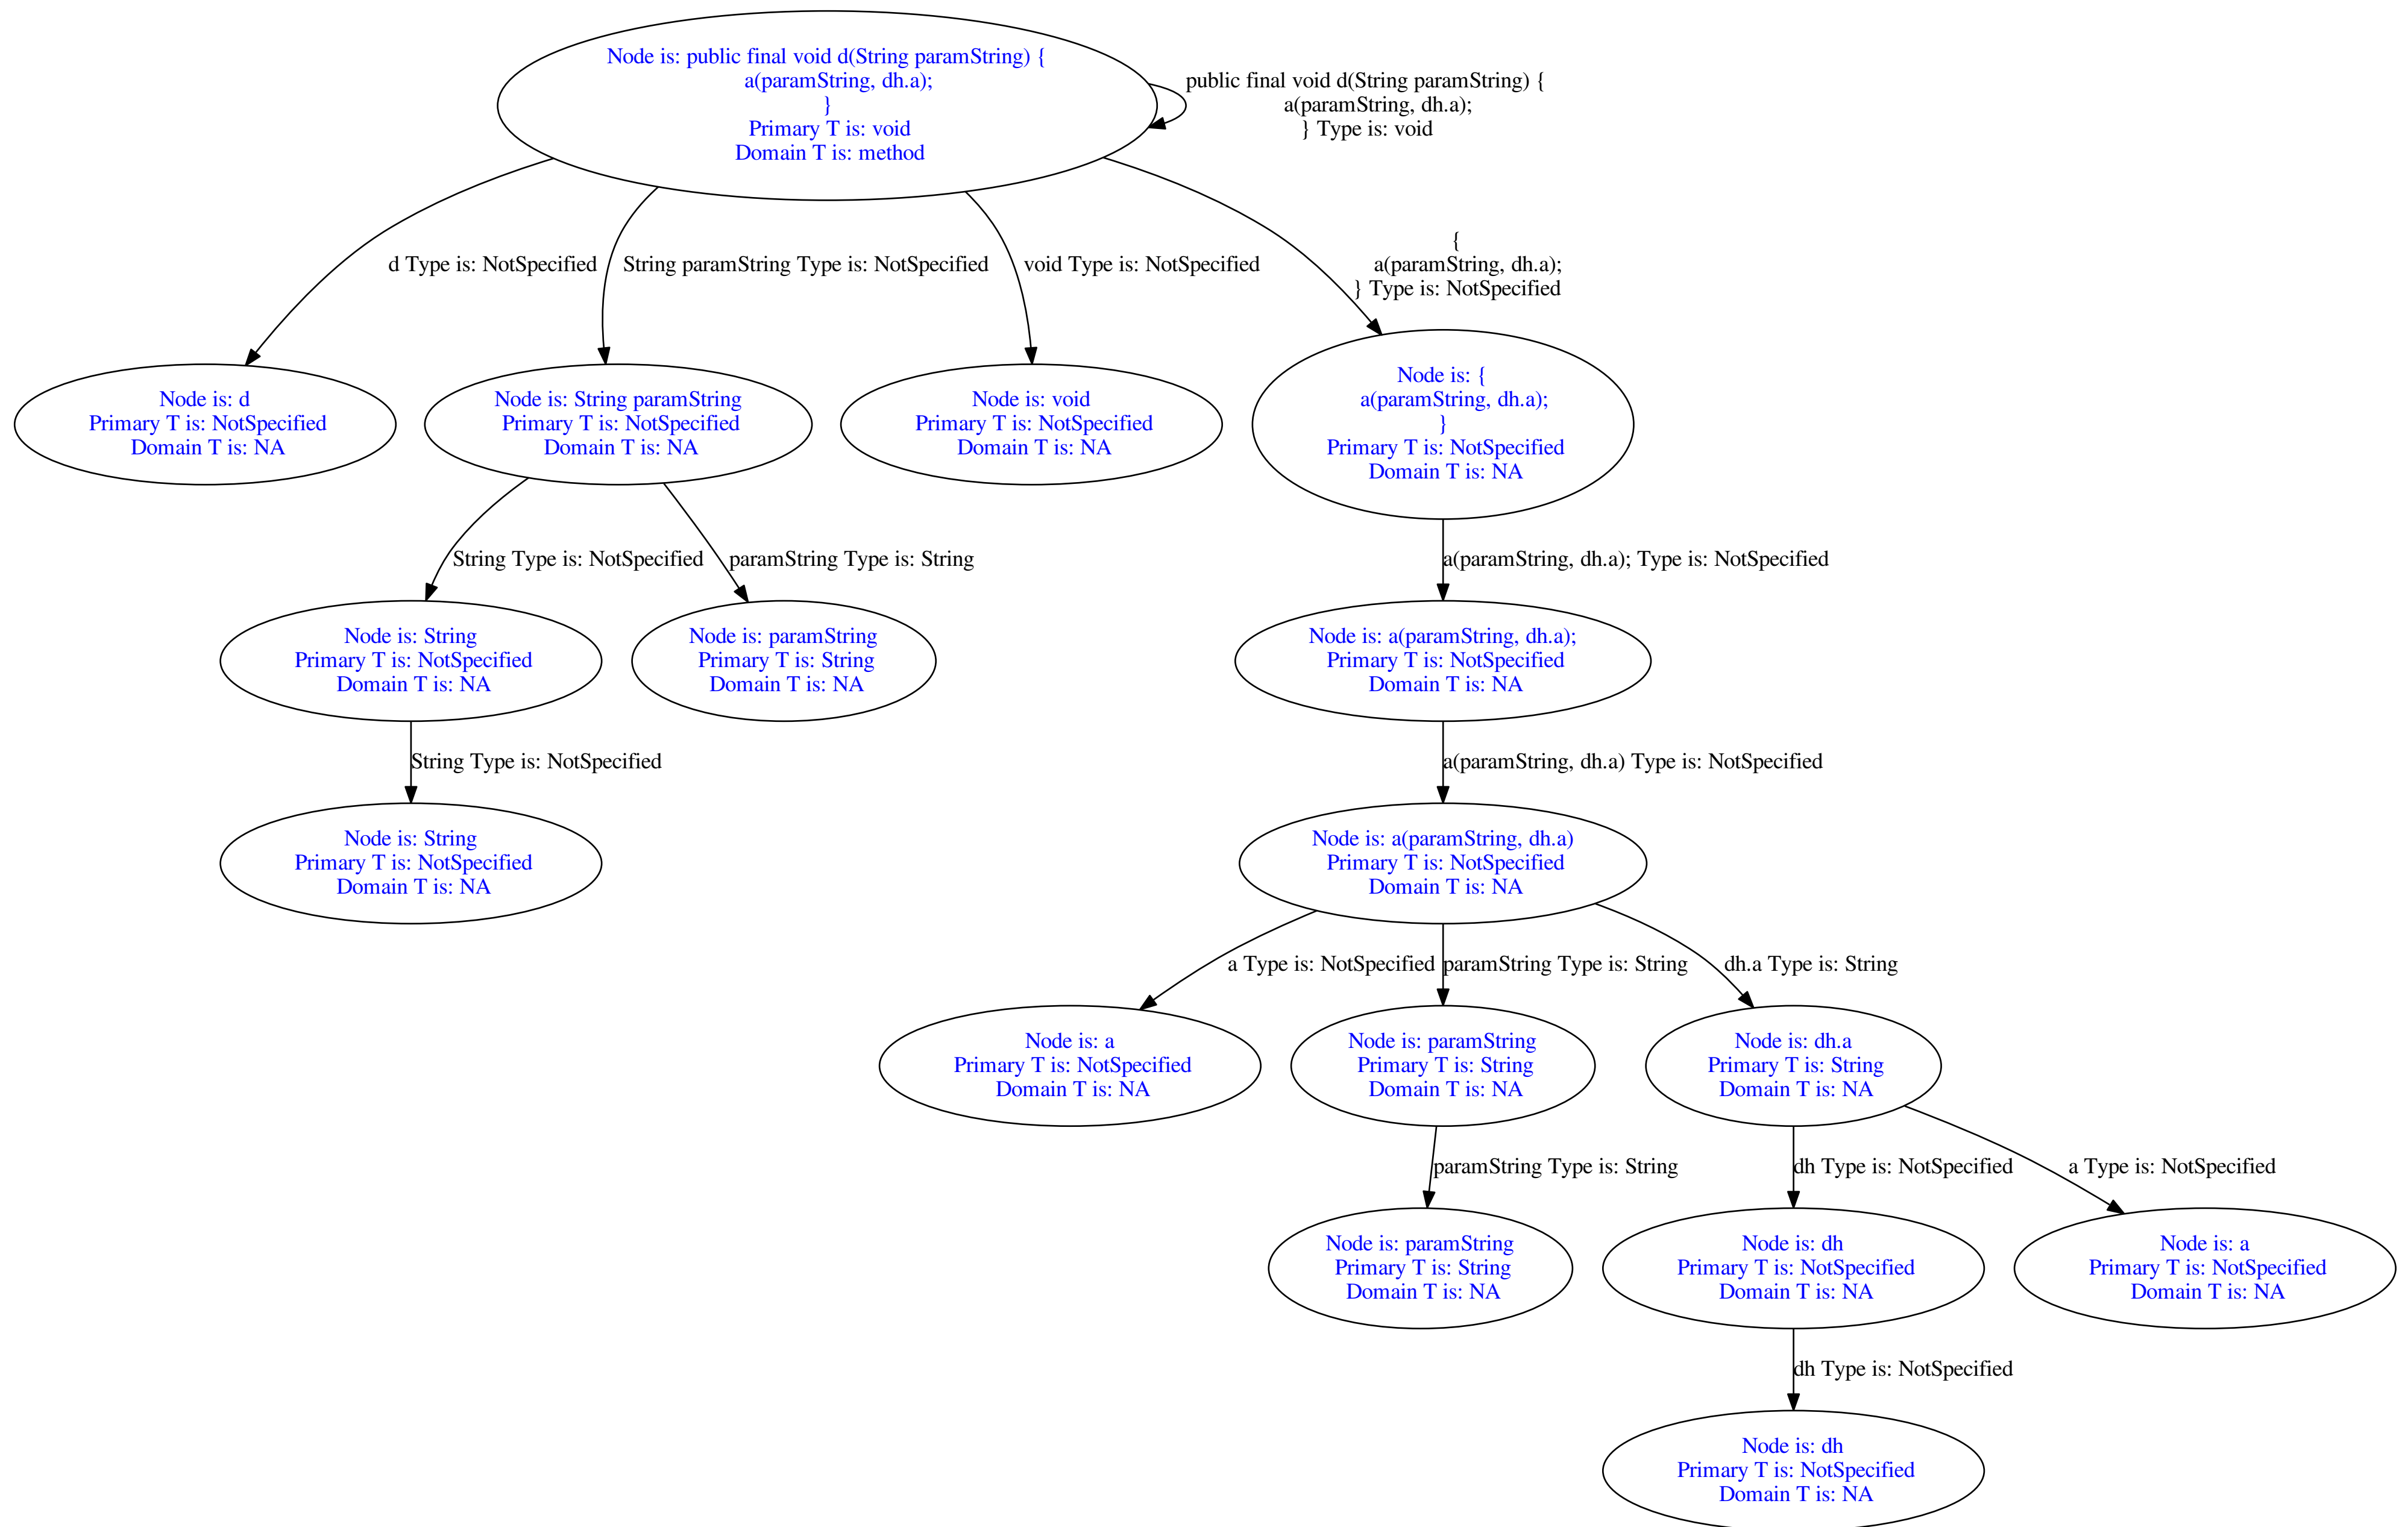 Node is: public final void d(String paramString) {
a(paramString, dh.a);
}
Primary T is: void
Domain T is: method
public final void d(String paramString) {
a(paramString, dh.a);
} Type is: void
d Type is: NotSpecified
String paramString Type is: NotSpecified
void Type is: NotSpecified
{
a(paramString, dh.a);
} Type is: NotSpecified
Node is: d
Primary T is: NotSpecified
Domain T is: NA
Node is: String paramString
Primary T is: NotSpecified
Domain T is: NA
Node is: void
Primary T is: NotSpecified
Domain T is: NA
Node is: {
a(paramString, dh.a);
}
Primary T is: NotSpecified
Domain T is: NA
String Type is: NotSpecified
paramString Type is: String
a(paramString, dh.a); Type is: NotSpecified
Node is: String
Primary T is: NotSpecified
Domain T is: NA
Node is: paramString
Primary T is: String
Domain T is: NA
Node is: a(paramString, dh.a);
Primary T is: NotSpecified
Domain T is: NA
String Type is: NotSpecified
a(paramString, dh.a) Type is: NotSpecified
Node is: String
Primary T is: NotSpecified
Domain T is: NA
Node is: a(paramString, dh.a)
Primary T is: NotSpecified
Domain T is: NA
a Type is: NotSpecified
paramString Type is: String
dh.a Type is: String
Node is: a
Primary T is: NotSpecified
Domain T is: NA
Node is: paramString
Primary T is: String
Domain T is: NA
Node is: dh.a
Primary T is: String
Domain T is: NA
paramString Type is: String
dh Type is: NotSpecified
a Type is: NotSpecified
Node is: paramString
Primary T is: String
Domain T is: NA
Node is: dh
Primary T is: NotSpecified
Domain T is: NA
Node is: a
Primary T is: NotSpecified
Domain T is: NA
dh Type is: NotSpecified
Node is: dh
Primary T is: NotSpecified
Domain T is: NA